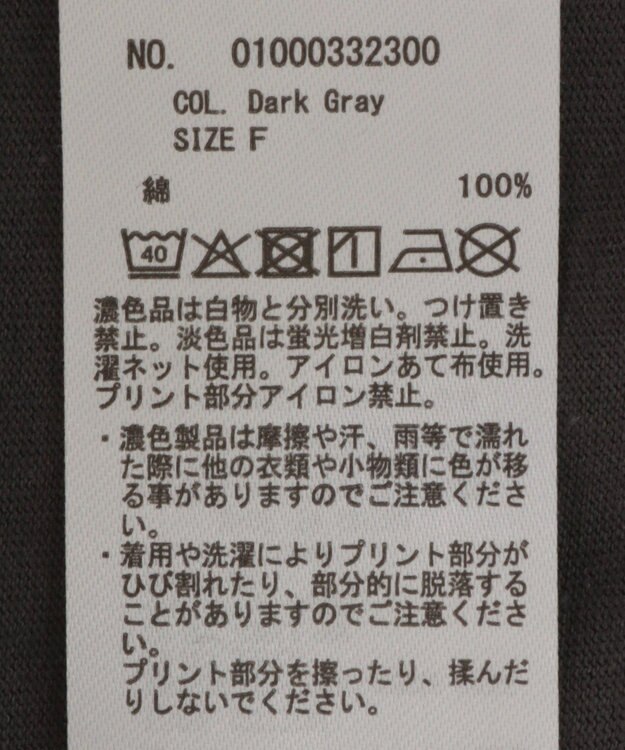 NO. 01000332300
COL. Dark Gray
SIZE F
綿 100%
40
濃色品は白物と分別洗い。つけ置き
禁止。淡色品は蛍光増白剤禁止。洗
濯ネット使用。アイロンあて布使用。
プリント部分アイロン禁止。
・濃色製品は摩擦や汗、雨等で濡れ
た際に他の衣類や小物類に色が移
る事がありますのでご注意くださ
い。
・着用や洗濯によりプリント部分が
ひび割れたり、部分的に脱落する
ことがありますのでご注意くださ
い。
プリント部分を擦ったり、揉んだ
りしないでください。